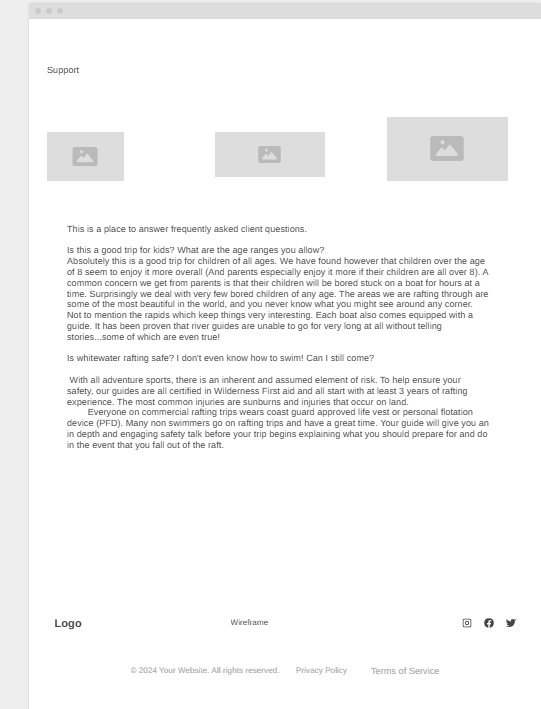 Support
This is a place to answer frequently asked client questions.
Is this a good trip for kids? What are the age ranges you allow?
Absolutely this is a good trip for children of all ages. We have found however that children over the age
of 8 seem to enjoy it more overall (And parents especially enjoy it more if their children are all over 8). A
common concern we get from parents is that their children will be bored stuck on a boat for hours at a
time. Surprisingly we deal with very few bored children of any age. The areas we are rafting through are
some of the most beautiful in the world, and you never know what you might see around any corner.
Not to mention the rapids which keep things very interesting. Each boat also comes equipped with a
guide. It has been proven that river guides are unable to go for very long at all without telling
stories...some of which are even true!
Is whitewater rafting safe? I don't even know how to swim! Can I still come?
With all adventure sports, there is an inherent and assumed element of risk. To help ensure your
safety, our guides are all certified in Wilderness First aid and all start with at least 3 years of rafting
experience. The most common injuries are sunburns and injuries that occur on land.
Everyone on commercial rafting trips wears coast guard approved life vest or personal flotation
device (PFD). Many non swimmers go on rafting trips and have a great time. Your guide will give you an
in depth and engaging safety talk before your trip begins explaining what you should prepare for and do
in the event that you fall out of the raft.
Logo
Wireframe
© 2024 Your Website. All rights reserved.
Privacy Policy
Terms of Service